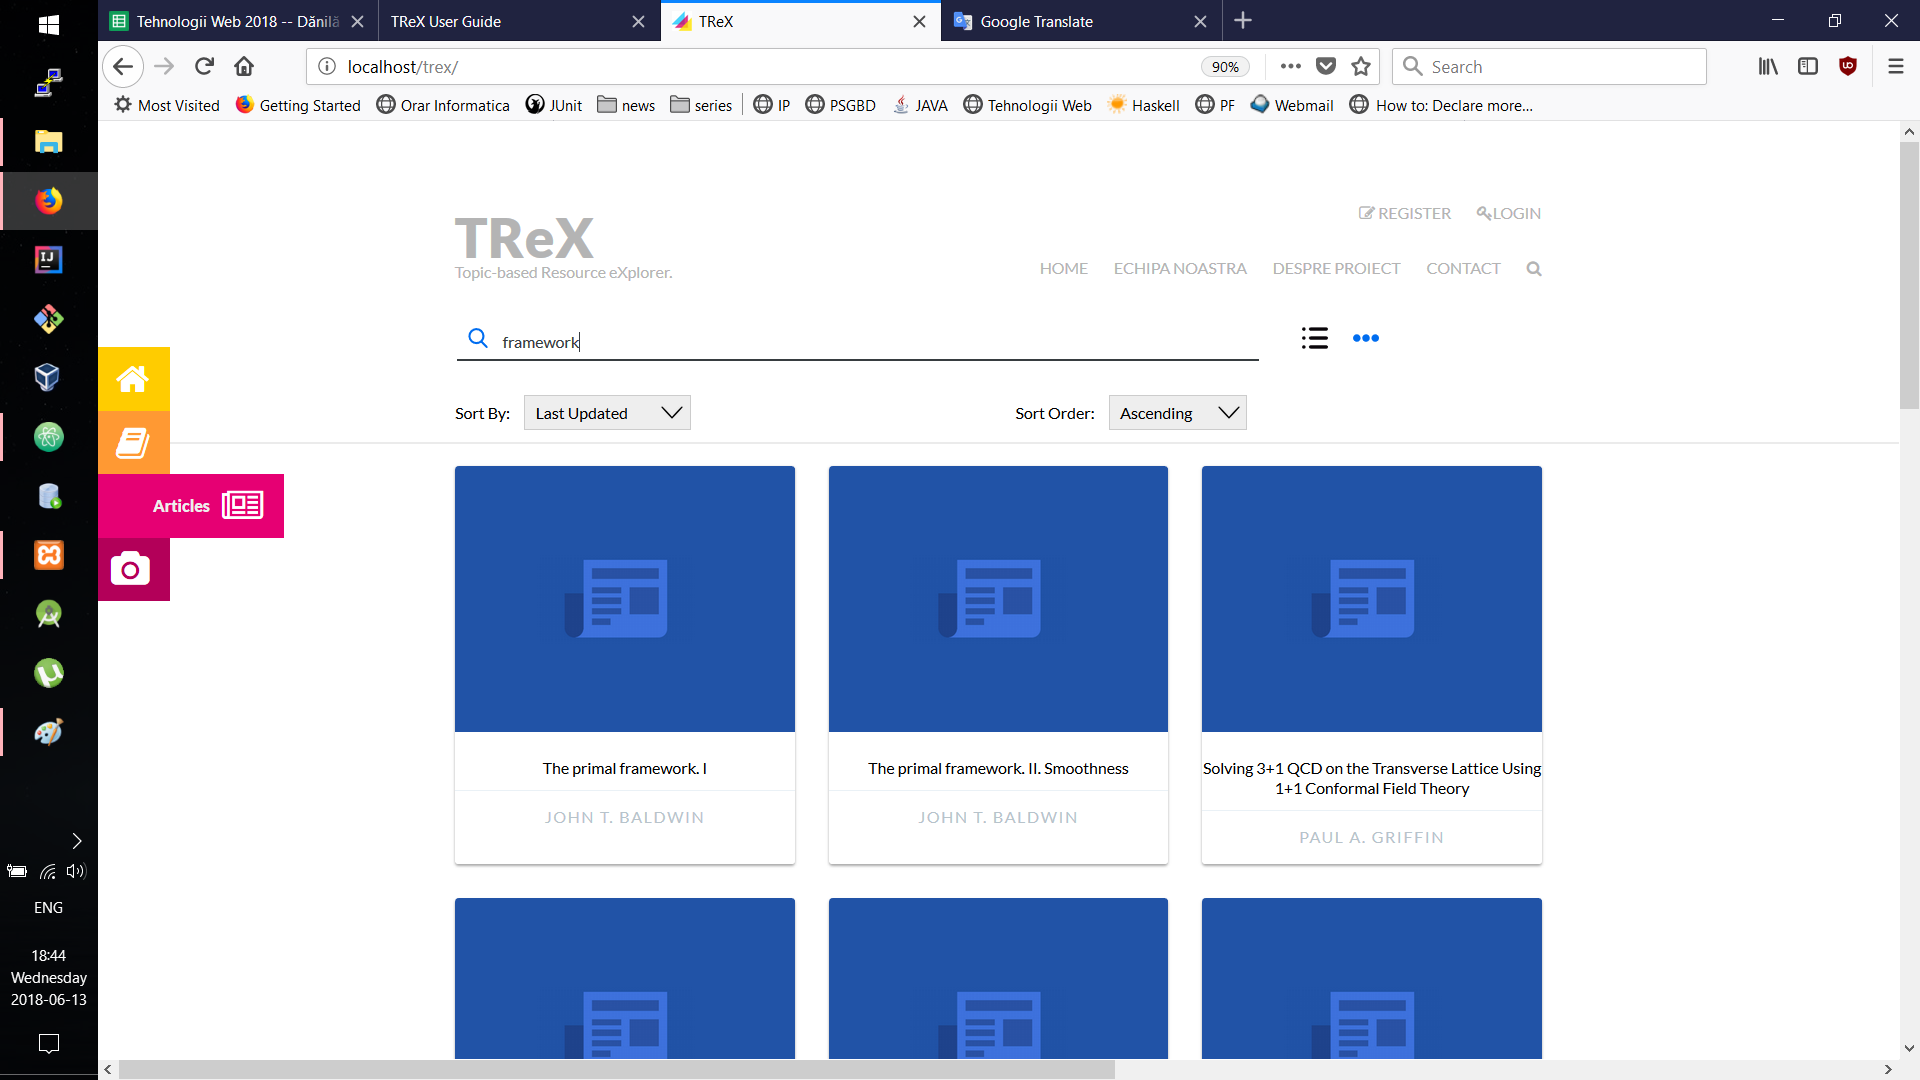 Tehnologii Web 2018 -- Dănilă
TReX User Guide
TReX
Google Translate
localhost/trex/
90%
Search
Most Visited
Getting Started
Orar Informatica
JUnit
news
series
IP
PSGBD
JAVA
Tehnologii Web
Haskell
PF
Webmail
How to: Declare more...
REGISTER
LOGIN
TReX
Topic-based Resource eXplorer.
HOME
ECHIPA NOASTRA
DESPRE PROIECT
CONTACT
framework
Sort By:
Last Updated
Sort Order:
Ascending
Articles
The primal framework. I
JOHN T. BALDWIN
The primal framework. II. Smoothness
JOHN T. BALDWIN
Solving 3+1 QCD on the Transverse Lattice Using
1+1 Conformal Field Theory
PAUL A. GRIFFIN
ENG
18:44
Wednesday
2018-06-13